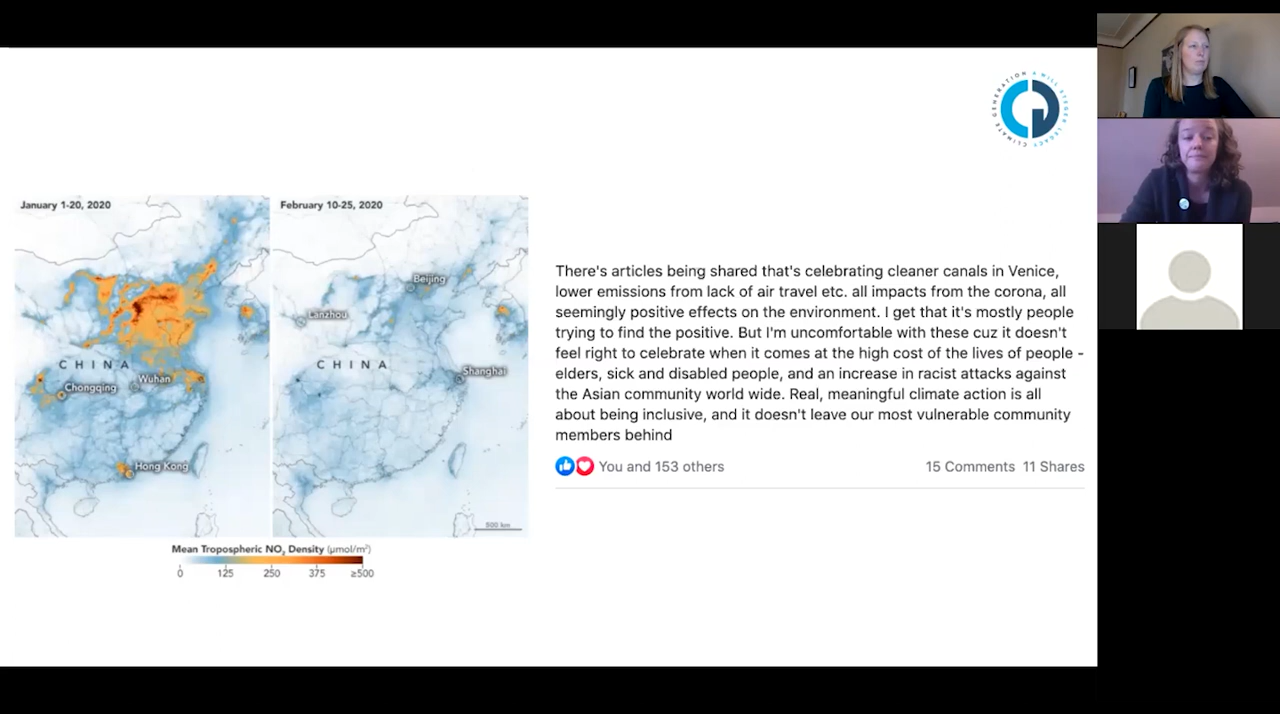 CLIMATE GENERATION A WILL STEGER LEGACY
January 1-20, 2020
February 10-25, 2020
Beijing
Lanzhou
CHINA
CHINA
Shanghai
Wuhan
Chongqing
Hong Kong
500 km
Mean Tropospheric NO₂ Density (μmol/m²)
0 125 250 375 ≥500
There's articles being shared that's celebrating cleaner canals in Venice,
lower emissions from lack of air travel etc. all impacts from the corona, all
seemingly positive effects on the environment. I get that it's mostly people
trying to find the positive. But I'm uncomfortable with these cuz it doesn't
feel right to celebrate when it comes at the high cost of the lives of people -
elders, sick and disabled people, and an increase in racist attacks against
the Asian community world wide. Real, meaningful climate action is all
about being inclusive, and it doesn't leave our most vulnerable community
members behind
You and 153 others
15 Comments 11 Shares